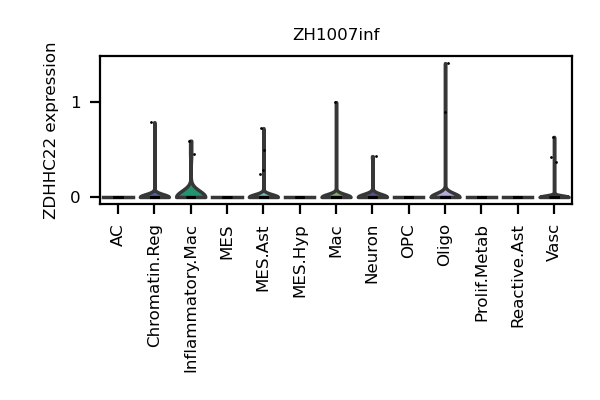 ZH1007inf
ZDHHC22 expression
1
0
AC
Chromatin.Reg
Inflammatory.Mac
MES
MES.Ast
MES.Hyp
Mac
Neuron
OPC
Oligo
Prolif.Metab
Reactive.Ast
Vasc